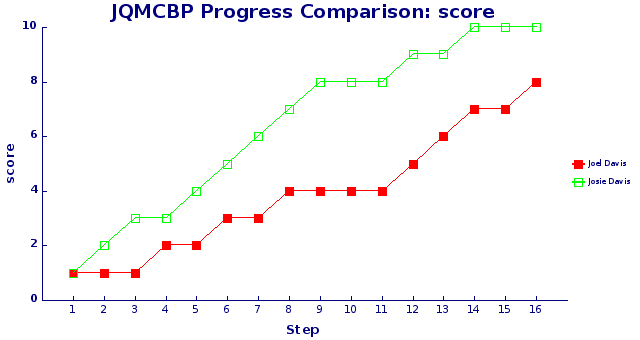 JQMCBP Progress Comparison: score
10
8
6
4
2
0
score
1 2 3 4 5 6 7 8 9 10 11 12 13 14 15 16
Step
Joel Davis
Josie Davis